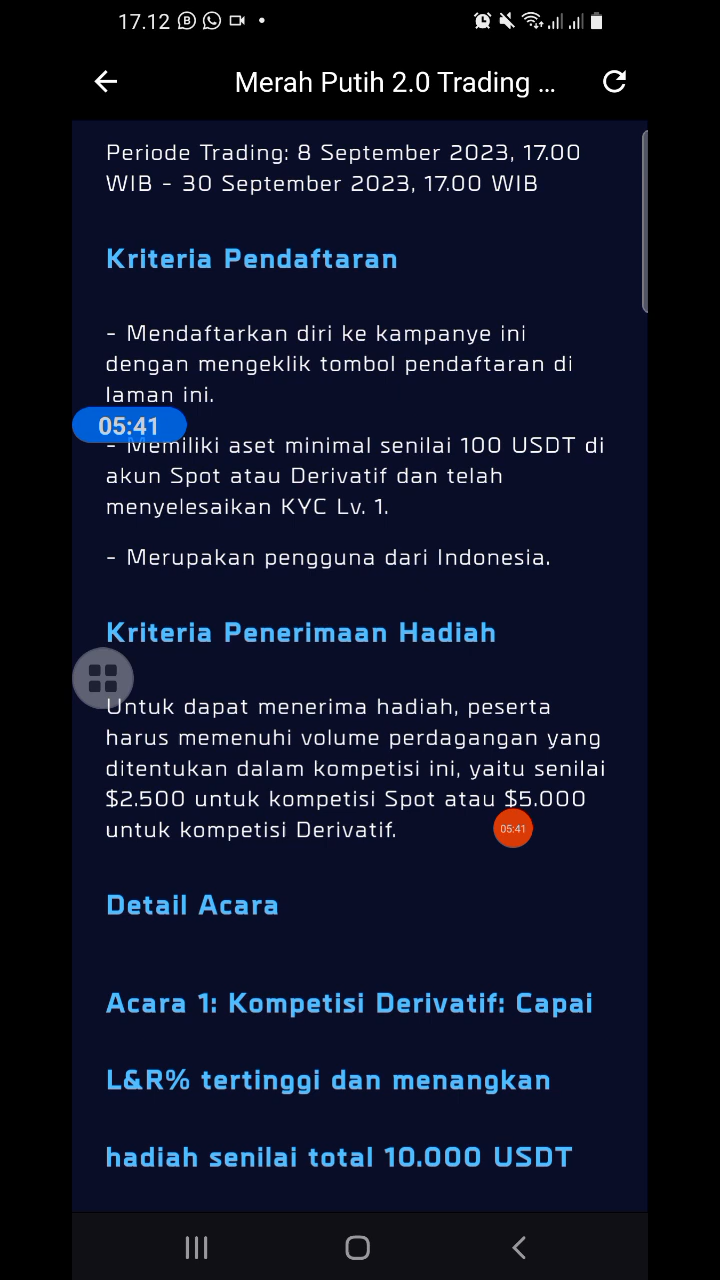 17.12
Merah Putih 2.0 Trading ...
Periode Trading: 8 September 2023, 17.00
WIB - 30 September 2023, 17.00 WIB
Kriteria Pendaftaran
- Mendaftarkan diri ke kampanye ini
dengan mengeklik tombol pendaftaran di
laman ini.
05:41
- Memiliki aset minimal senilai 100 USDT di
akun Spot atau Derivatif dan telah
menyelesaikan KYC Lv. 1.
- Merupakan pengguna dari Indonesia.
Kriteria Penerimaan Hadiah
Untuk dapat menerima hadiah, peserta
harus memenuhi volume perdagangan yang
ditentukan dalam kompetisi ini, yaitu senilai
$2.500 untuk kompetisi Spot atau $5.000
untuk kompetisi Derivatif.
05:41
Detail Acara
Acara 1: Kompetisi Derivatif: Capai
L&R% tertinggi dan menangkan
hadiah senilai total 10.000 USDT